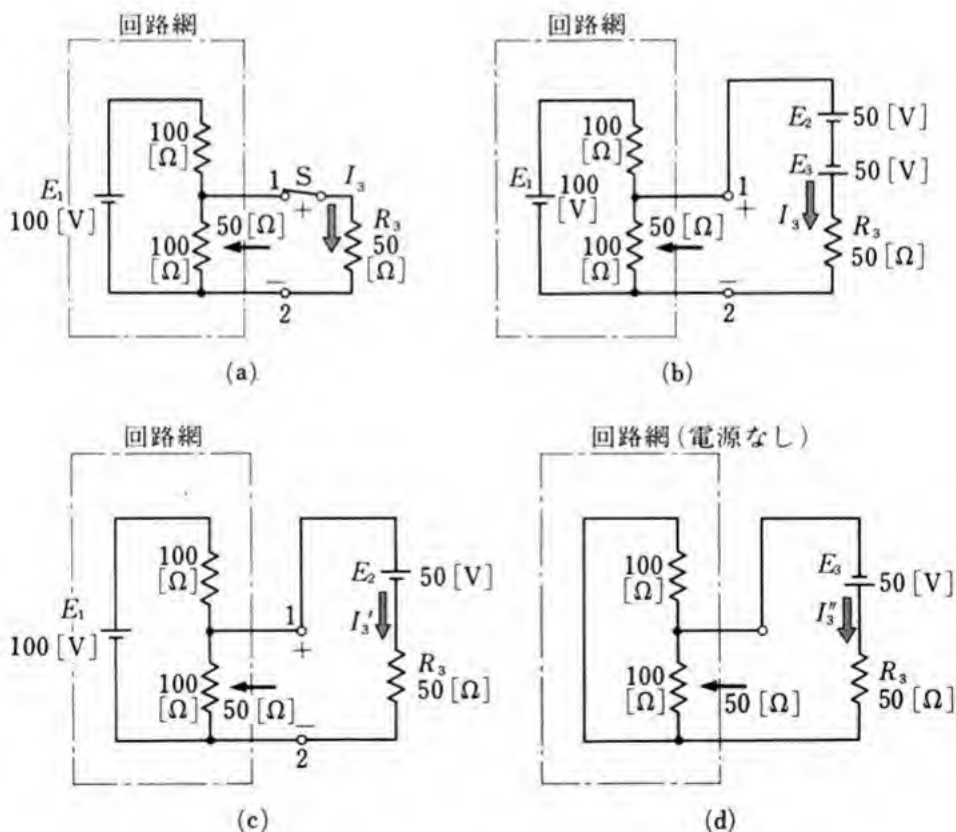 回路網
100
[Ω]
E₁
100 [V]
1
S
I₃
+
50 [Ω]
R₃
50
[Ω]
100
[Ω]
−
2
(a)
回路網
100
[Ω]
E₁
100
[V]
1
+
E₂
50 [V]
E₃
50 [V]
I₃
50 [Ω]
R₃
50 [Ω]
100
[Ω]
−
2
(b)
回路網
100
[Ω]
E₁
100 [V]
1
+
E₂
50 [V]
I₃′
R₃
50 [Ω]
100
[Ω]
50 [Ω]
−
2
(c)
回路網(電源なし)
100
[Ω]
E₃
50 [V]
I₃″
R₃
50 [Ω]
100
[Ω]
50 [Ω]
(d)